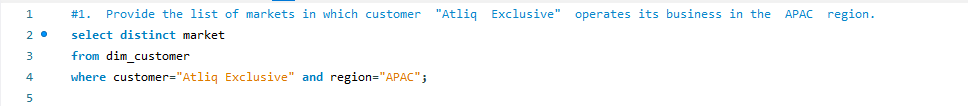 1 #1. Provide the list of markets in which customer "Atliq Exclusive" operates its business in the APAC region.
2 select distinct market
3 from dim_customer
4 where customer="Atliq Exclusive" and region="APAC";
5